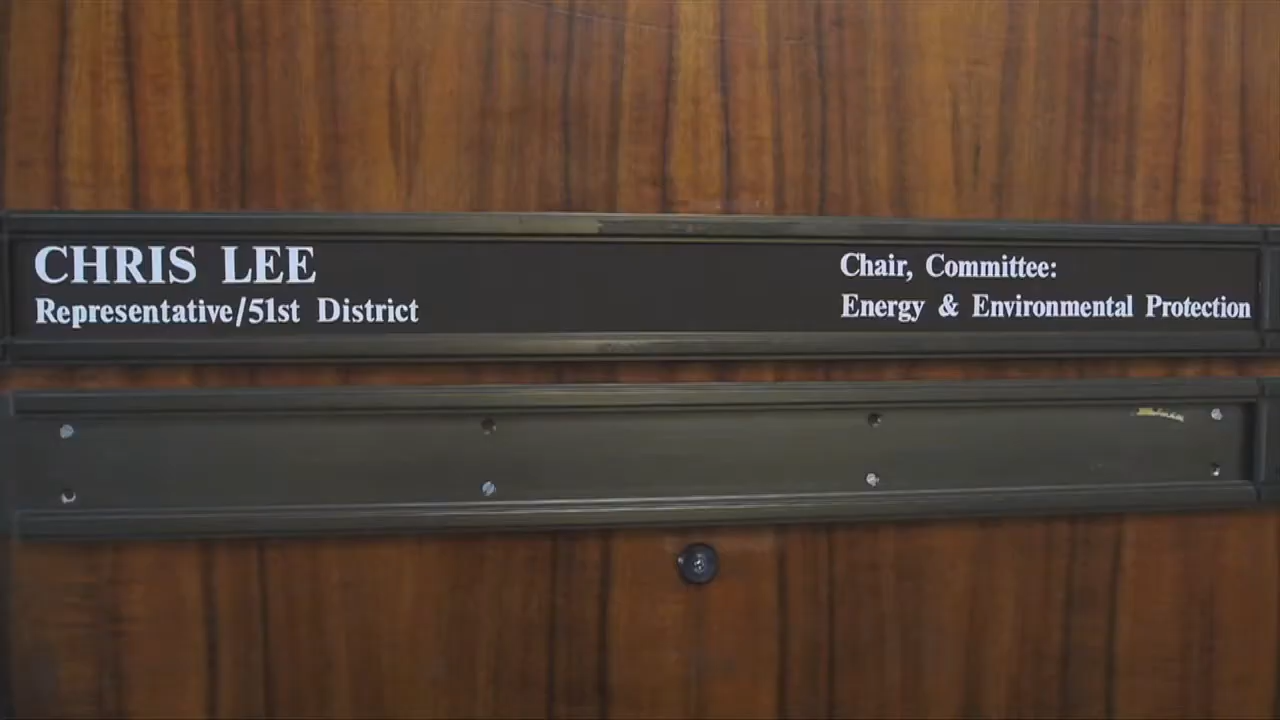 CHRIS LEE
Representative/51st District
Chair, Committee:
Energy & Environmental Protection